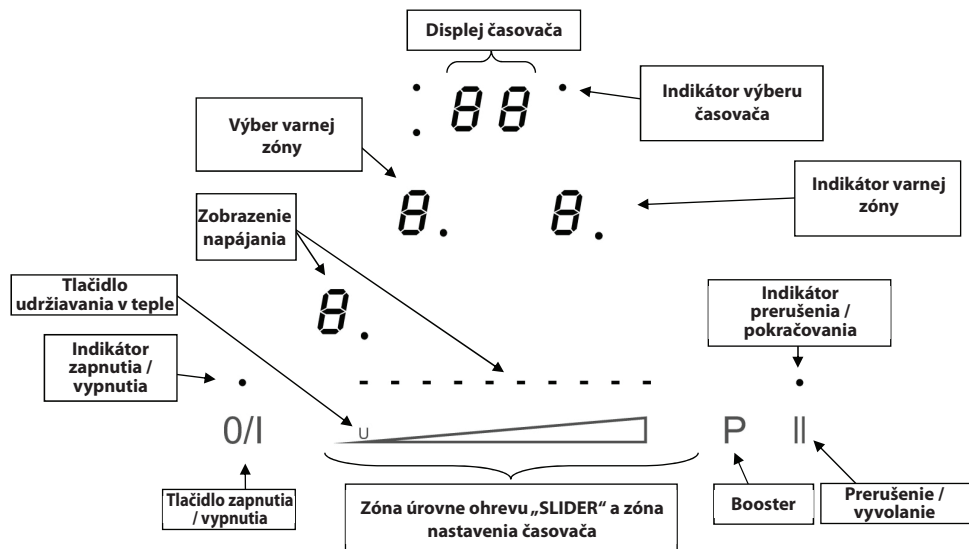 Displej časovača
Indikátor výberu
časovača
88
Výber varnej
zóny
Indikátor varnej
zóny
8. 8.
Zobrazenie
napájania
Tlačidlo
udržiavania v teple
8.
Indikátor
prerušenia /
pokračovania
Indikátor
zapnutia /
vypnutia
U
0/I
P
II
Tlačidlo zapnutia
/ vypnutia
Zóna úrovne ohrevu „SLIDER“ a zóna
nastavenia časovača
Booster
Prerušenie /
vyvolanie